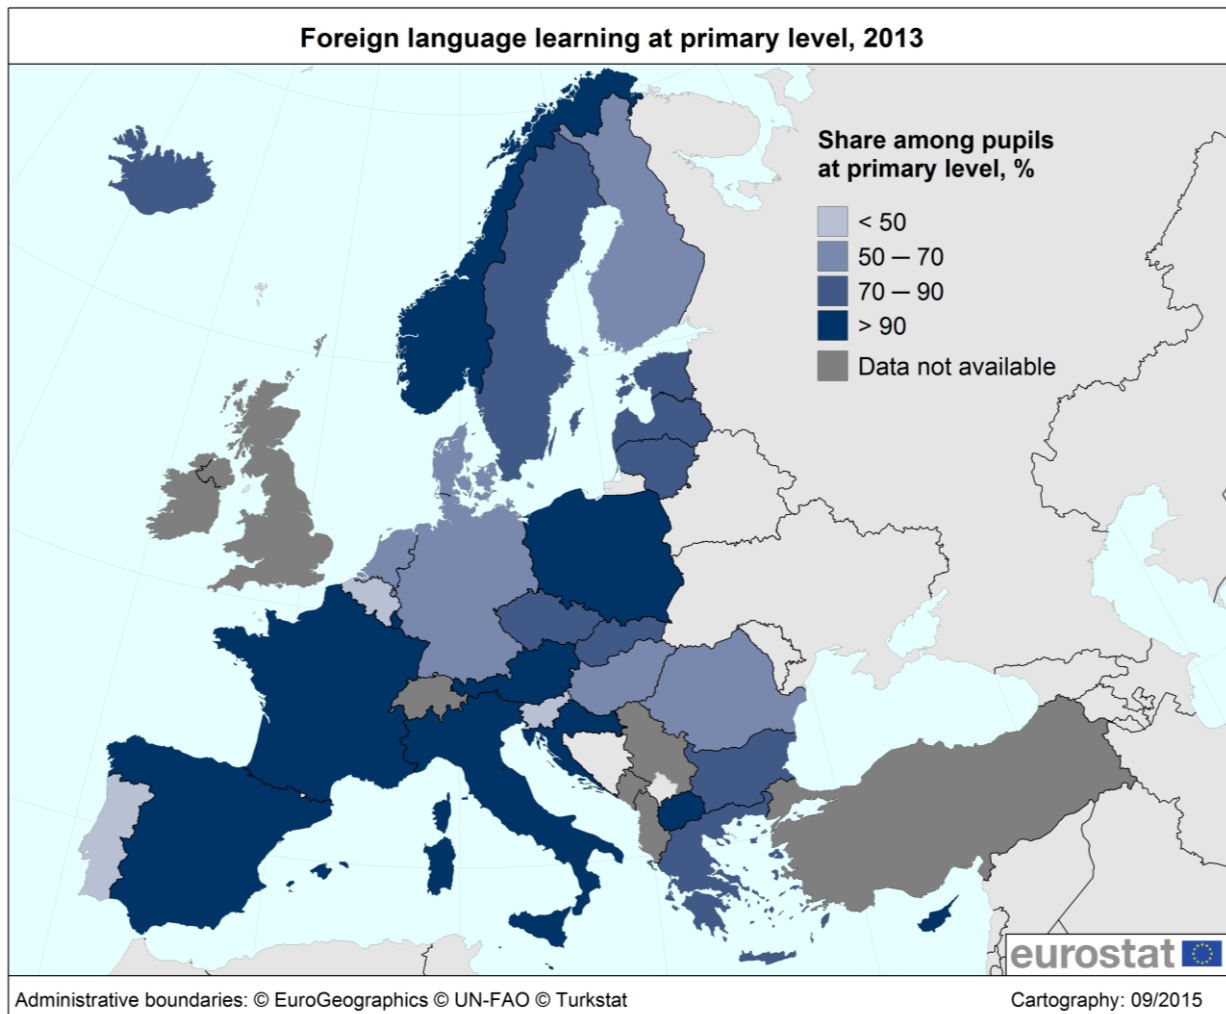 Foreign language learning at primary level, 2013
Share among pupils
at primary level, %
< 50
50 — 70
70 — 90
> 90
Data not available
eurostat
Administrative boundaries: © EuroGeographics © UN-FAO © Turkstat
Cartography: 09/2015